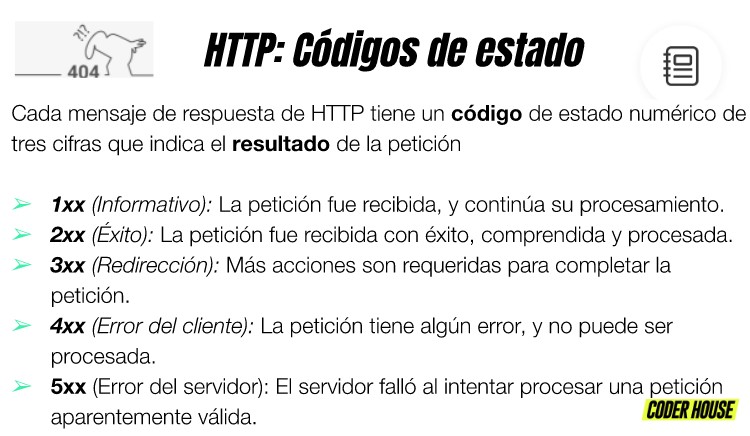 ?!?
404
HTTP: Códigos de estado
Cada mensaje de respuesta de HTTP tiene un código de estado numérico de
tres cifras que indica el resultado de la petición
➢ 1xx (Informativo): La petición fue recibida, y continúa su procesamiento.
➢ 2xx (Éxito): La petición fue recibida con éxito, comprendida y procesada.
➢ 3xx (Redirección): Más acciones son requeridas para completar la
petición.
➢ 4xx (Error del cliente): La petición tiene algún error, y no puede ser
procesada.
➢ 5xx (Error del servidor): El servidor falló al intentar procesar una petición
aparentemente válida.
CODER HOUSE